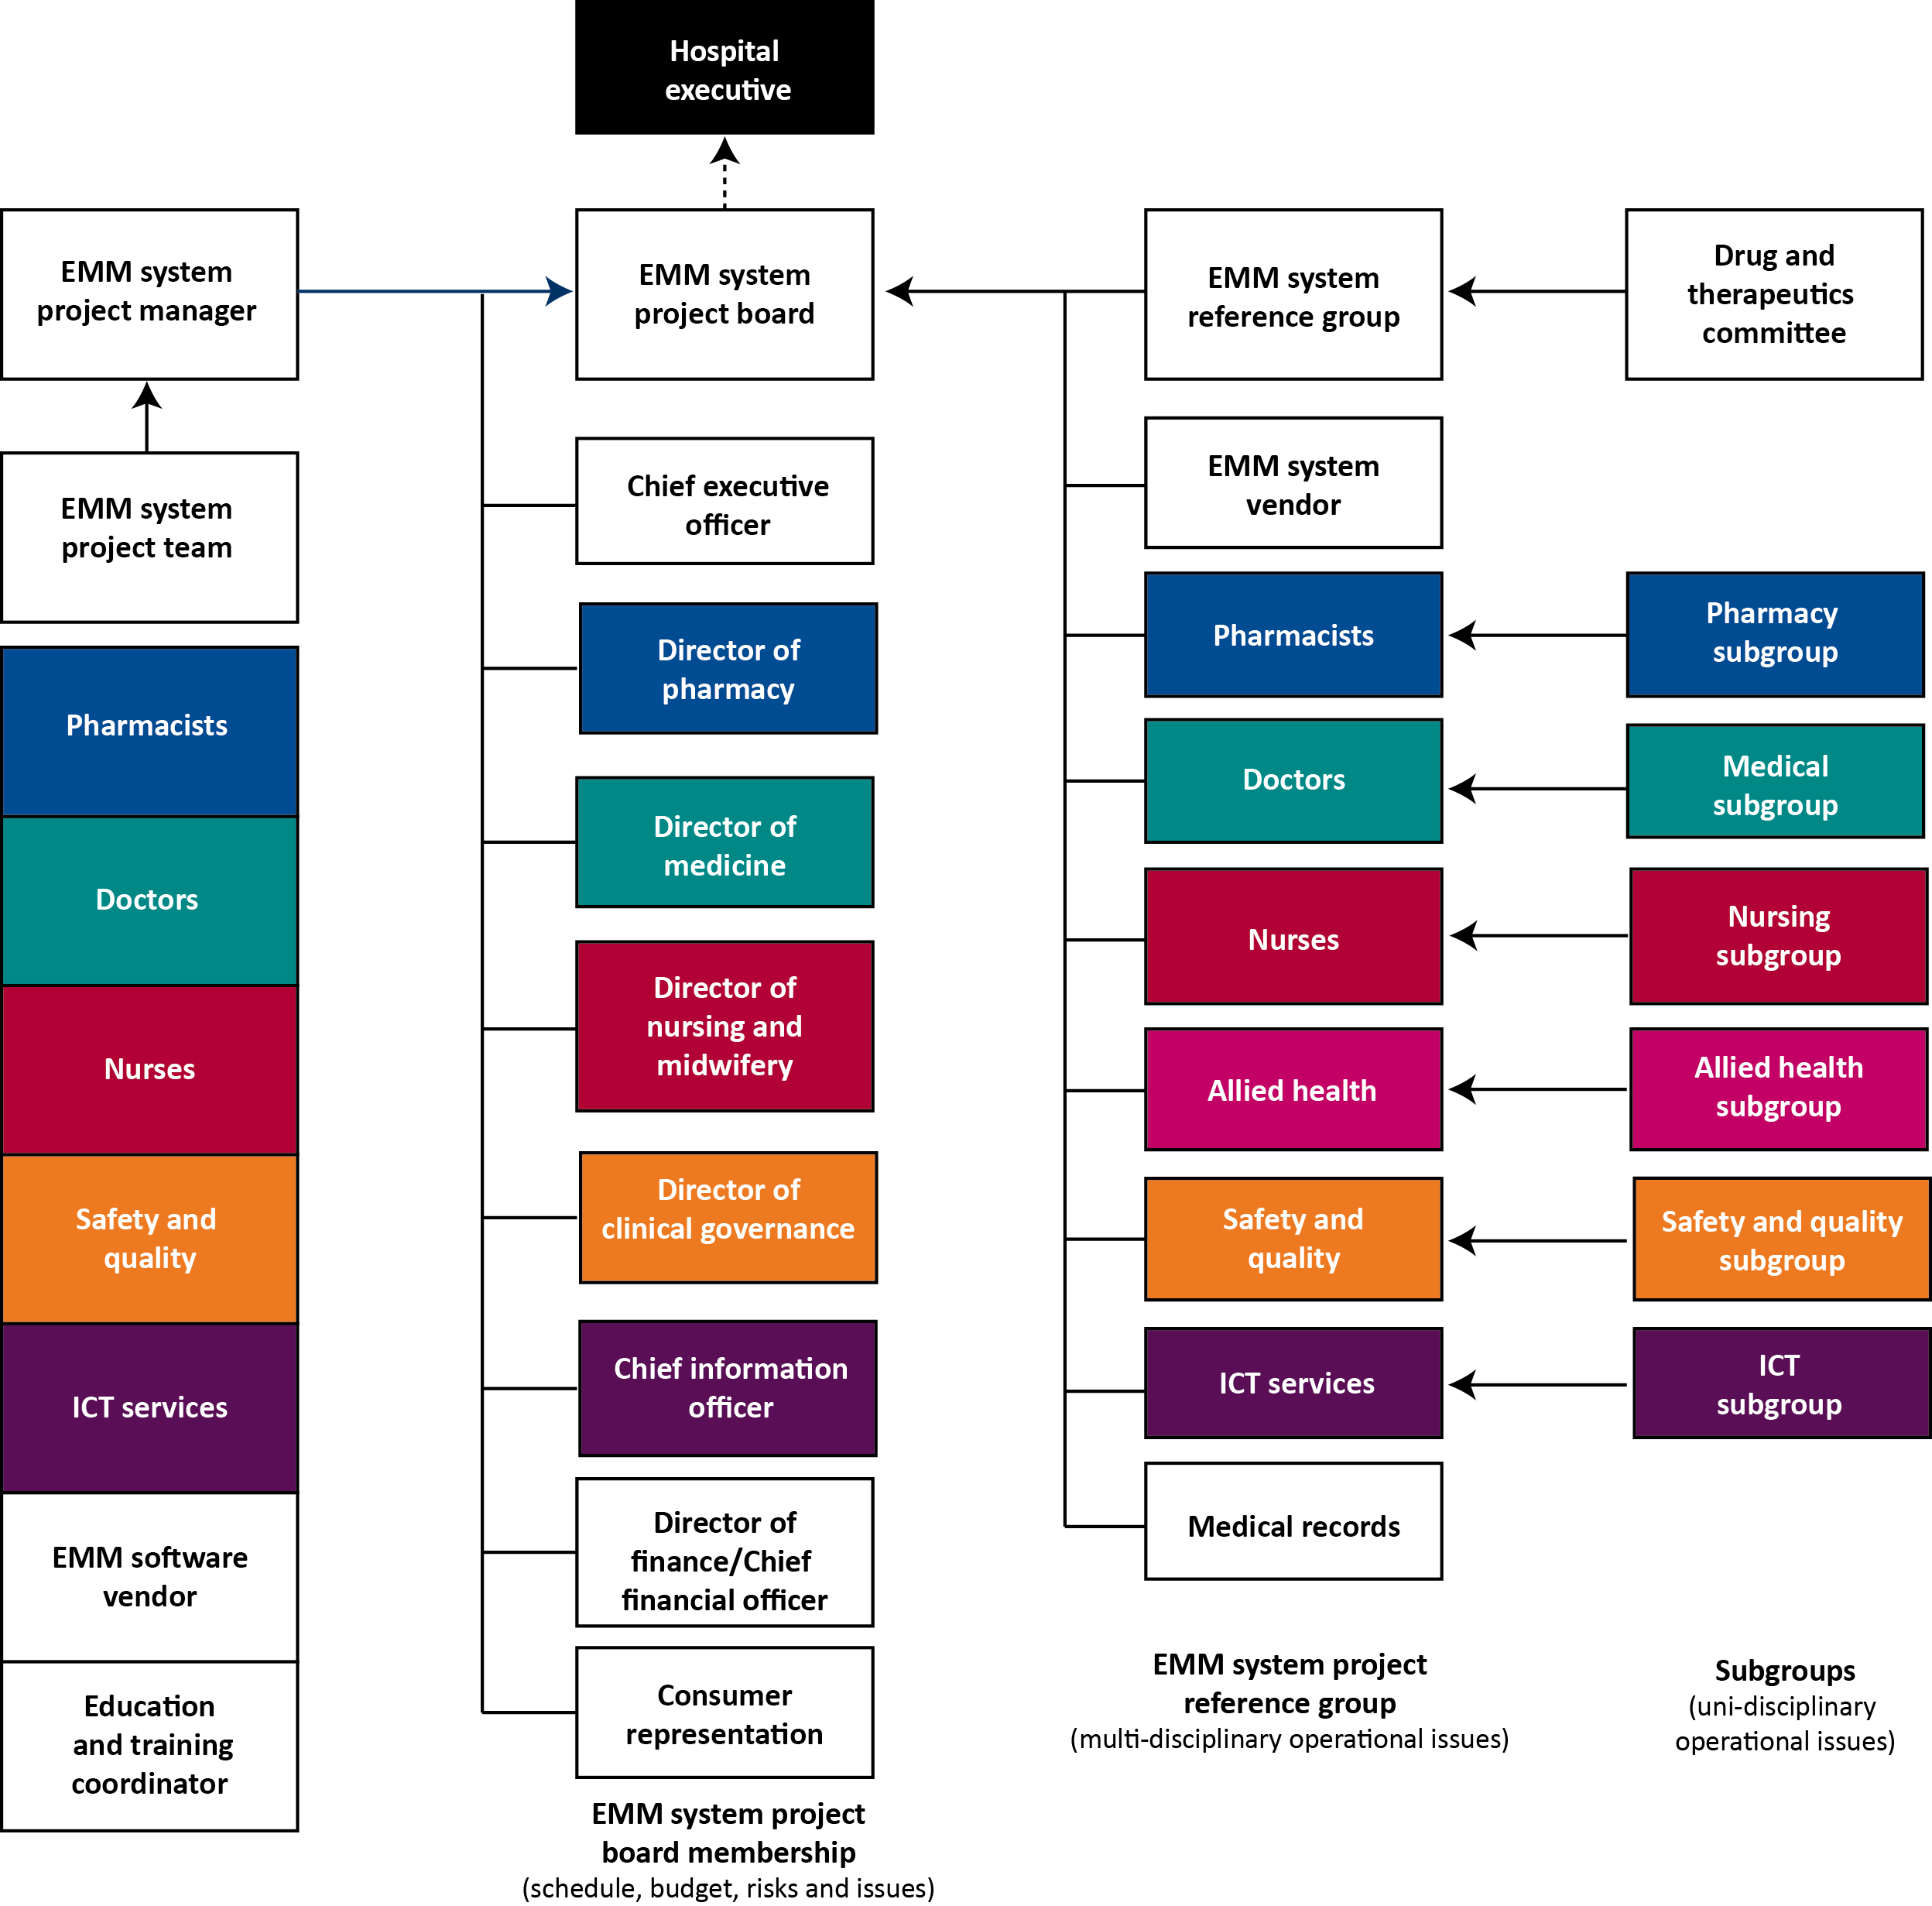 Hospital
executive
EMM system
project manager
EMM system
project board
EMM system
reference group
Drug and
therapeutics
committee
EMM system
project team
Pharmacists
Doctors
Nurses
Safety and
quality
ICT services
EMM software
vendor
Education
and training
coordinator
Chief executive
officer
Director of
pharmacy
Director of
medicine
Director of
nursing and
midwifery
Director of
clinical governance
Chief information
officer
Director of
finance/Chief
financial officer
Consumer
representation
EMM system project
board membership
(schedule, budget, risks and issues)
EMM system
vendor
Pharmacists
Doctors
Nurses
Allied health
Safety and
quality
ICT services
Medical records
EMM system project
reference group
(multi-disciplinary operational issues)
Pharmacy
subgroup
Medical
subgroup
Nursing
subgroup
Allied health
subgroup
Safety and quality
subgroup
ICT
subgroup
Subgroups
(uni-disciplinary
operational issues)